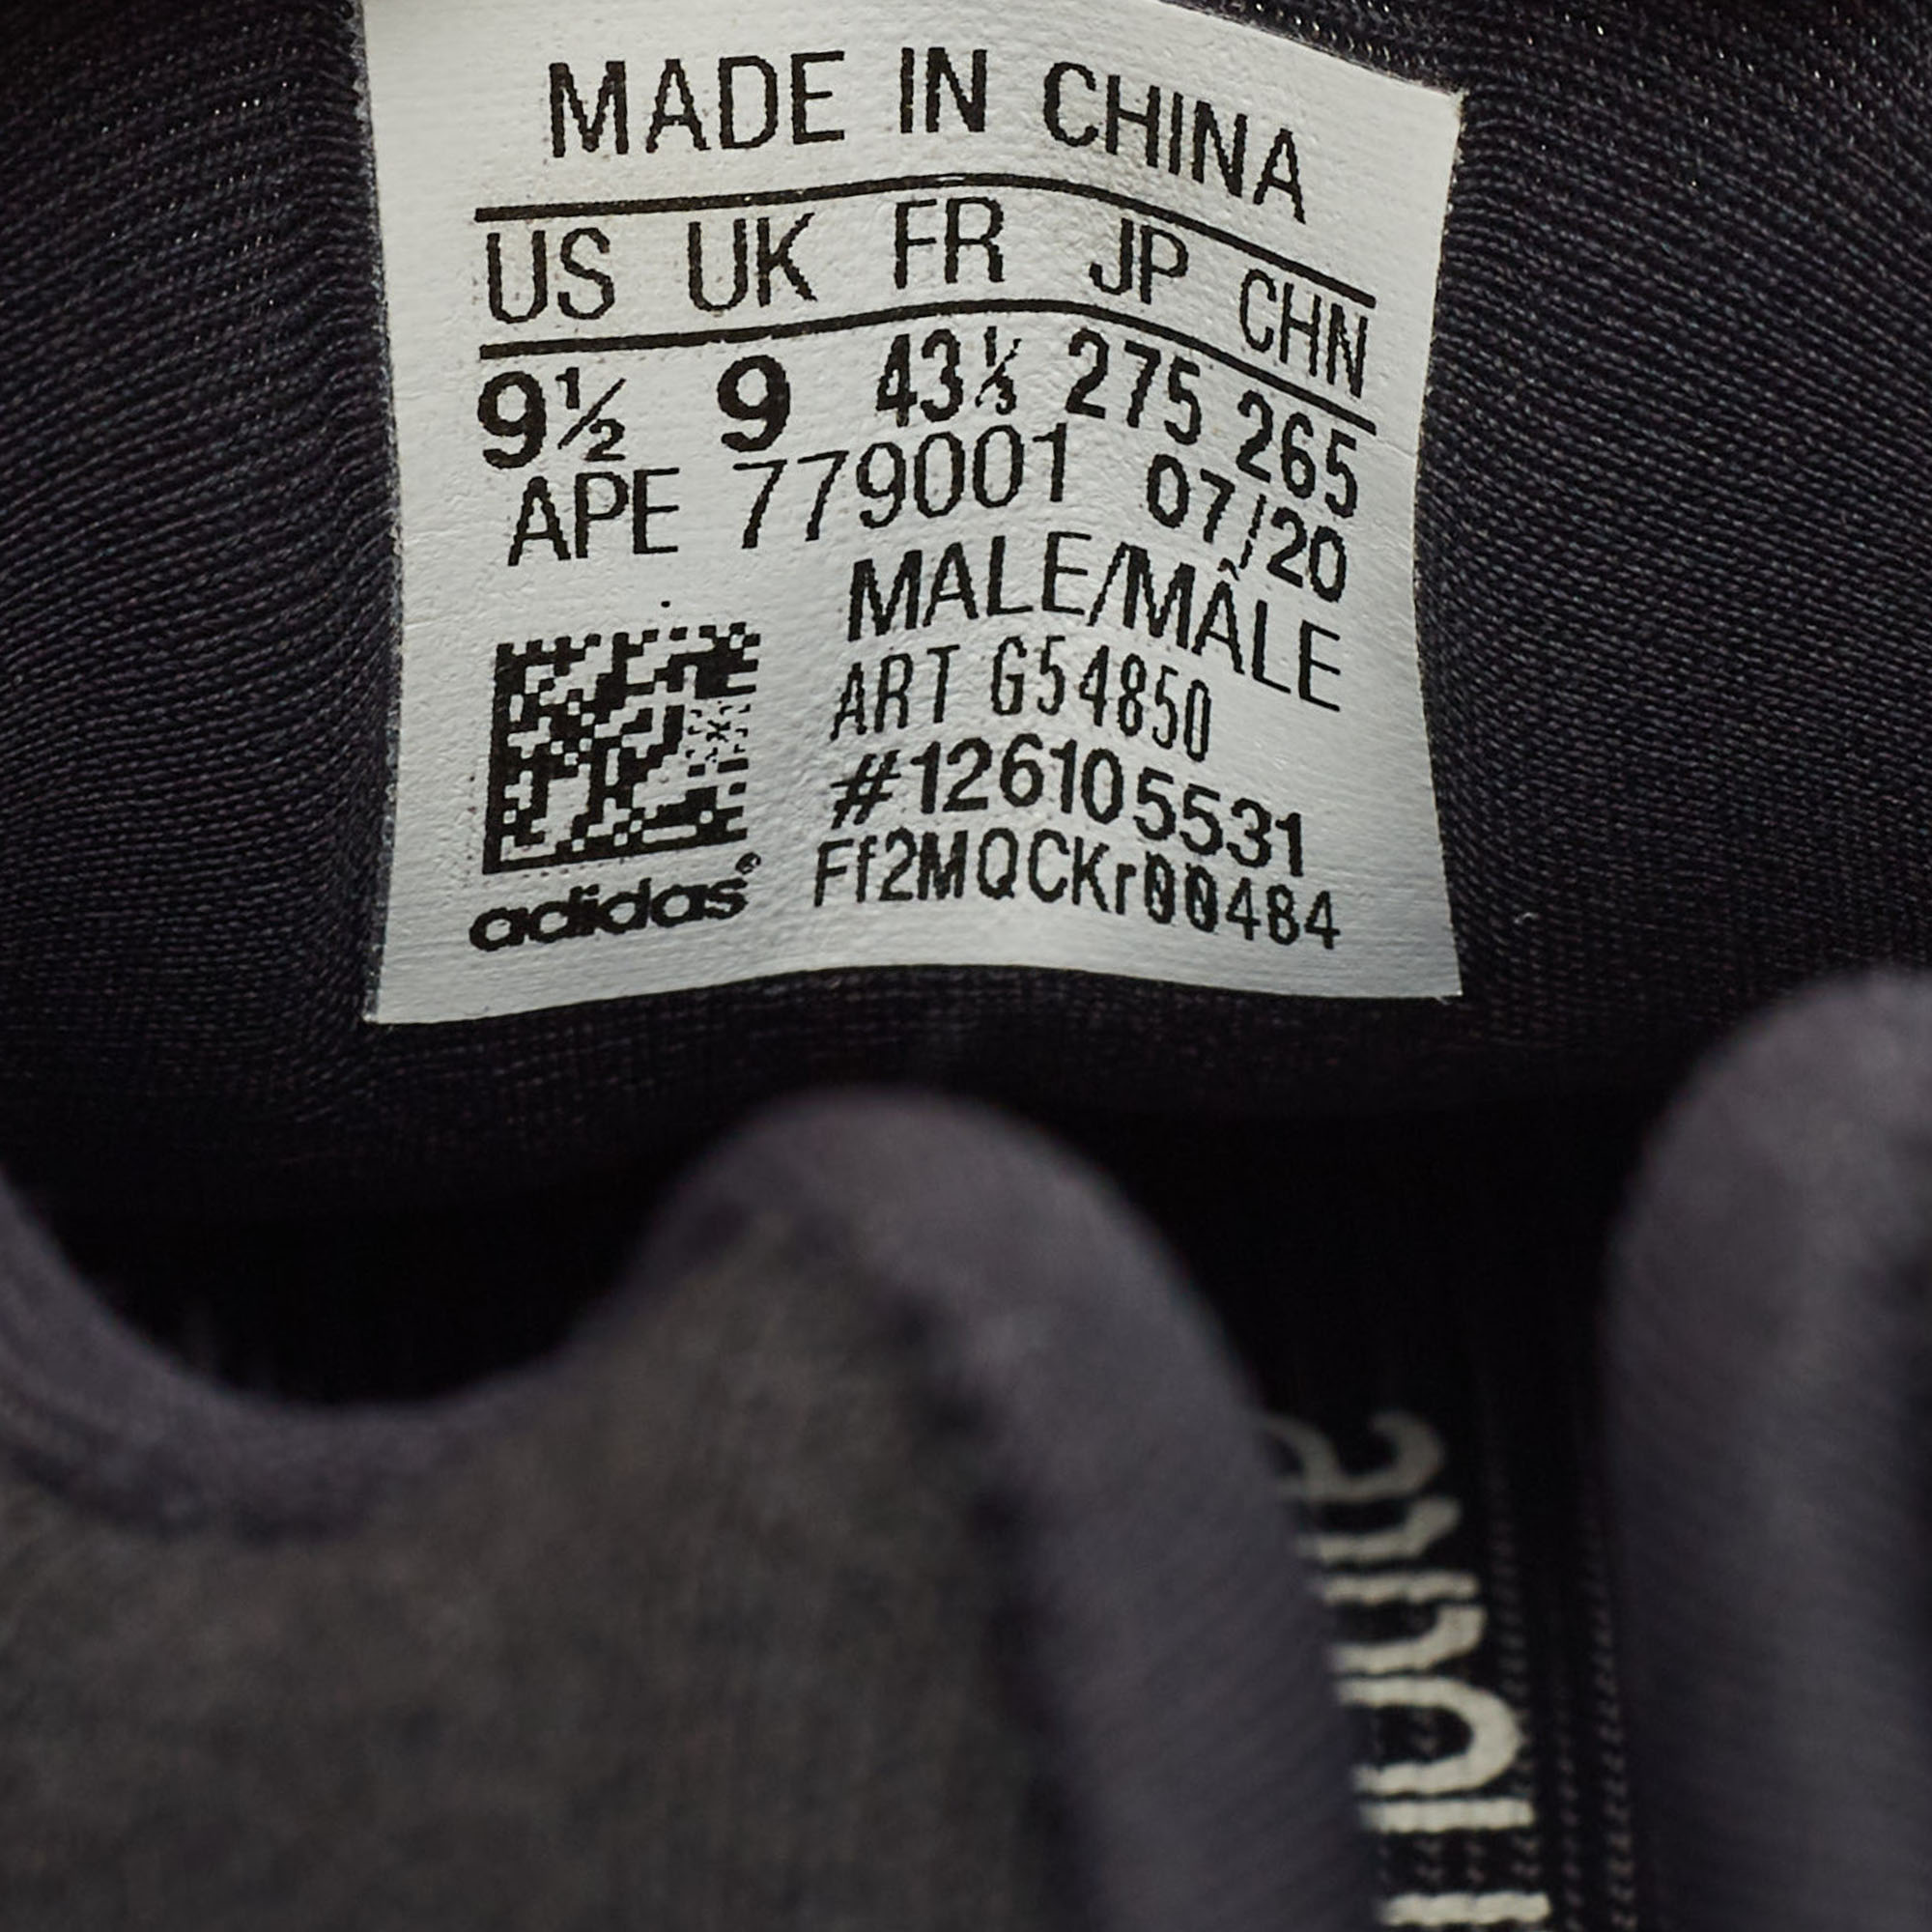 MADE IN CHINA
US UK FR JP CHN
9½ 9 43⅓ 275 265
APE 779001 07/20
MALE/MÂLE
ART G54850
#126105531
Ff2MQCKr00484
adidas®